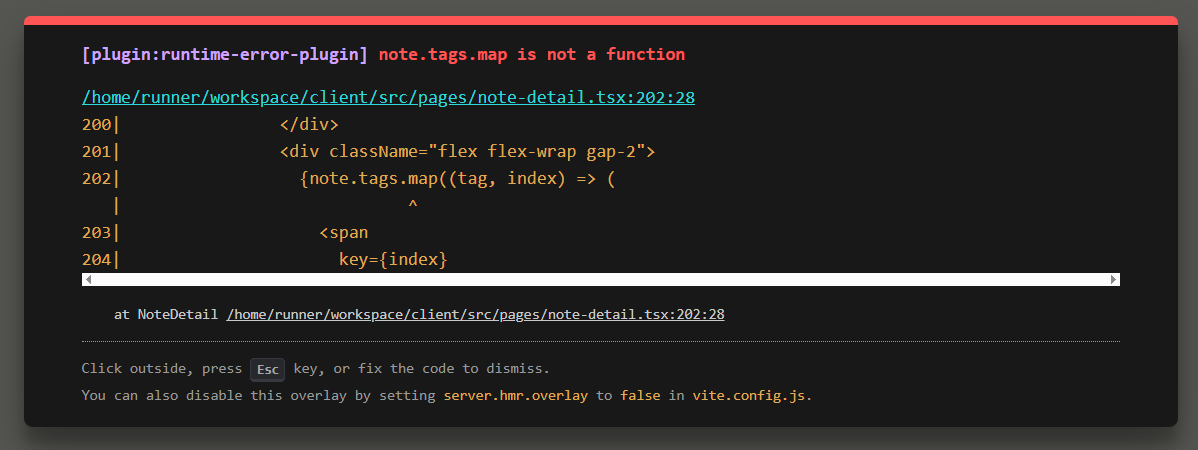 [plugin:runtime-error-plugin] note.tags.map is not a function
/home/runner/workspace/client/src/pages/note-detail.tsx:202:28
200|                </div>
201|                <div className="flex flex-wrap gap-2">
202|                  {note.tags.map((tag, index) => (
   |                             ^
203|                    <span
204|                      key={index}
at NoteDetail /home/runner/workspace/client/src/pages/note-detail.tsx:202:28
Click outside, press Esc key, or fix the code to dismiss.
You can also disable this overlay by setting server.hmr.overlay to false in vite.config.js.